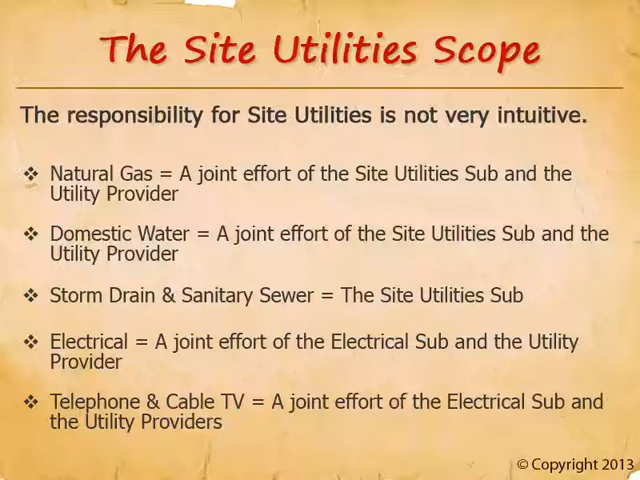 The Site Utilities Scope
The responsibility for Site Utilities is not very intuitive.
❖ Natural Gas = A joint effort of the Site Utilities Sub and the
Utility Provider
❖ Domestic Water = A joint effort of the Site Utilities Sub and the
Utility Provider
❖ Storm Drain & Sanitary Sewer = The Site Utilities Sub
❖ Electrical = A joint effort of the Electrical Sub and the Utility
Provider
❖ Telephone & Cable TV = A joint effort of the Electrical Sub and
the Utility Providers
© Copyright 2013